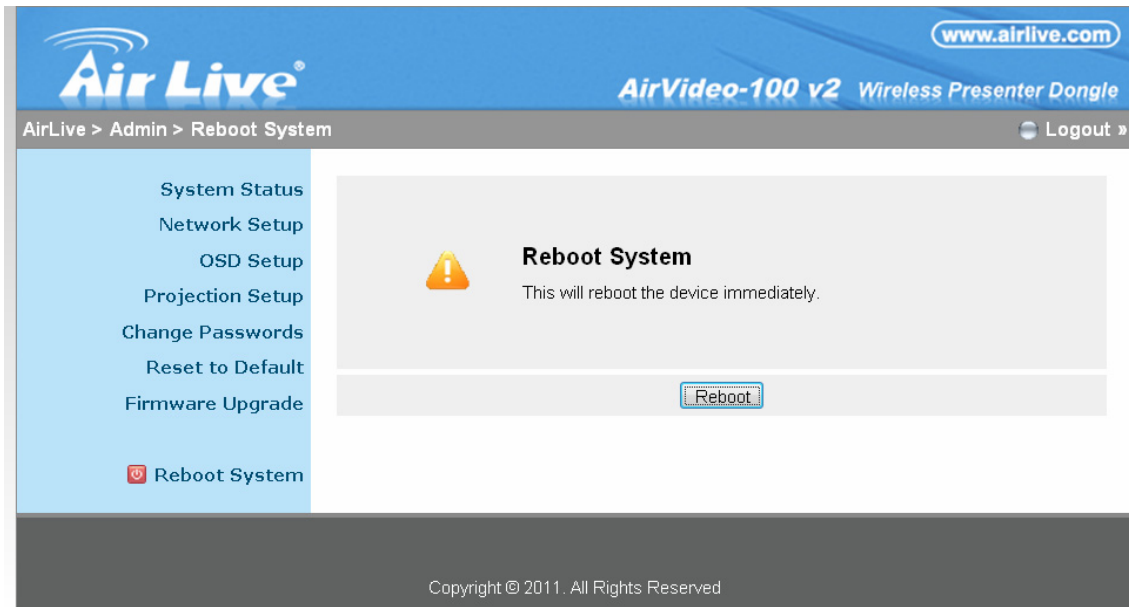 www.airlive.com
Air Live®
AirVideo-100 v2 Wireless Presenter Dongle
AirLive > Admin > Reboot System
Logout »
System Status
Network Setup
OSD Setup
Projection Setup
Change Passwords
Reset to Default
Firmware Upgrade
Reboot System
Reboot System
This will reboot the device immediately.
Reboot
Copyright © 2011. All Rights Reserved